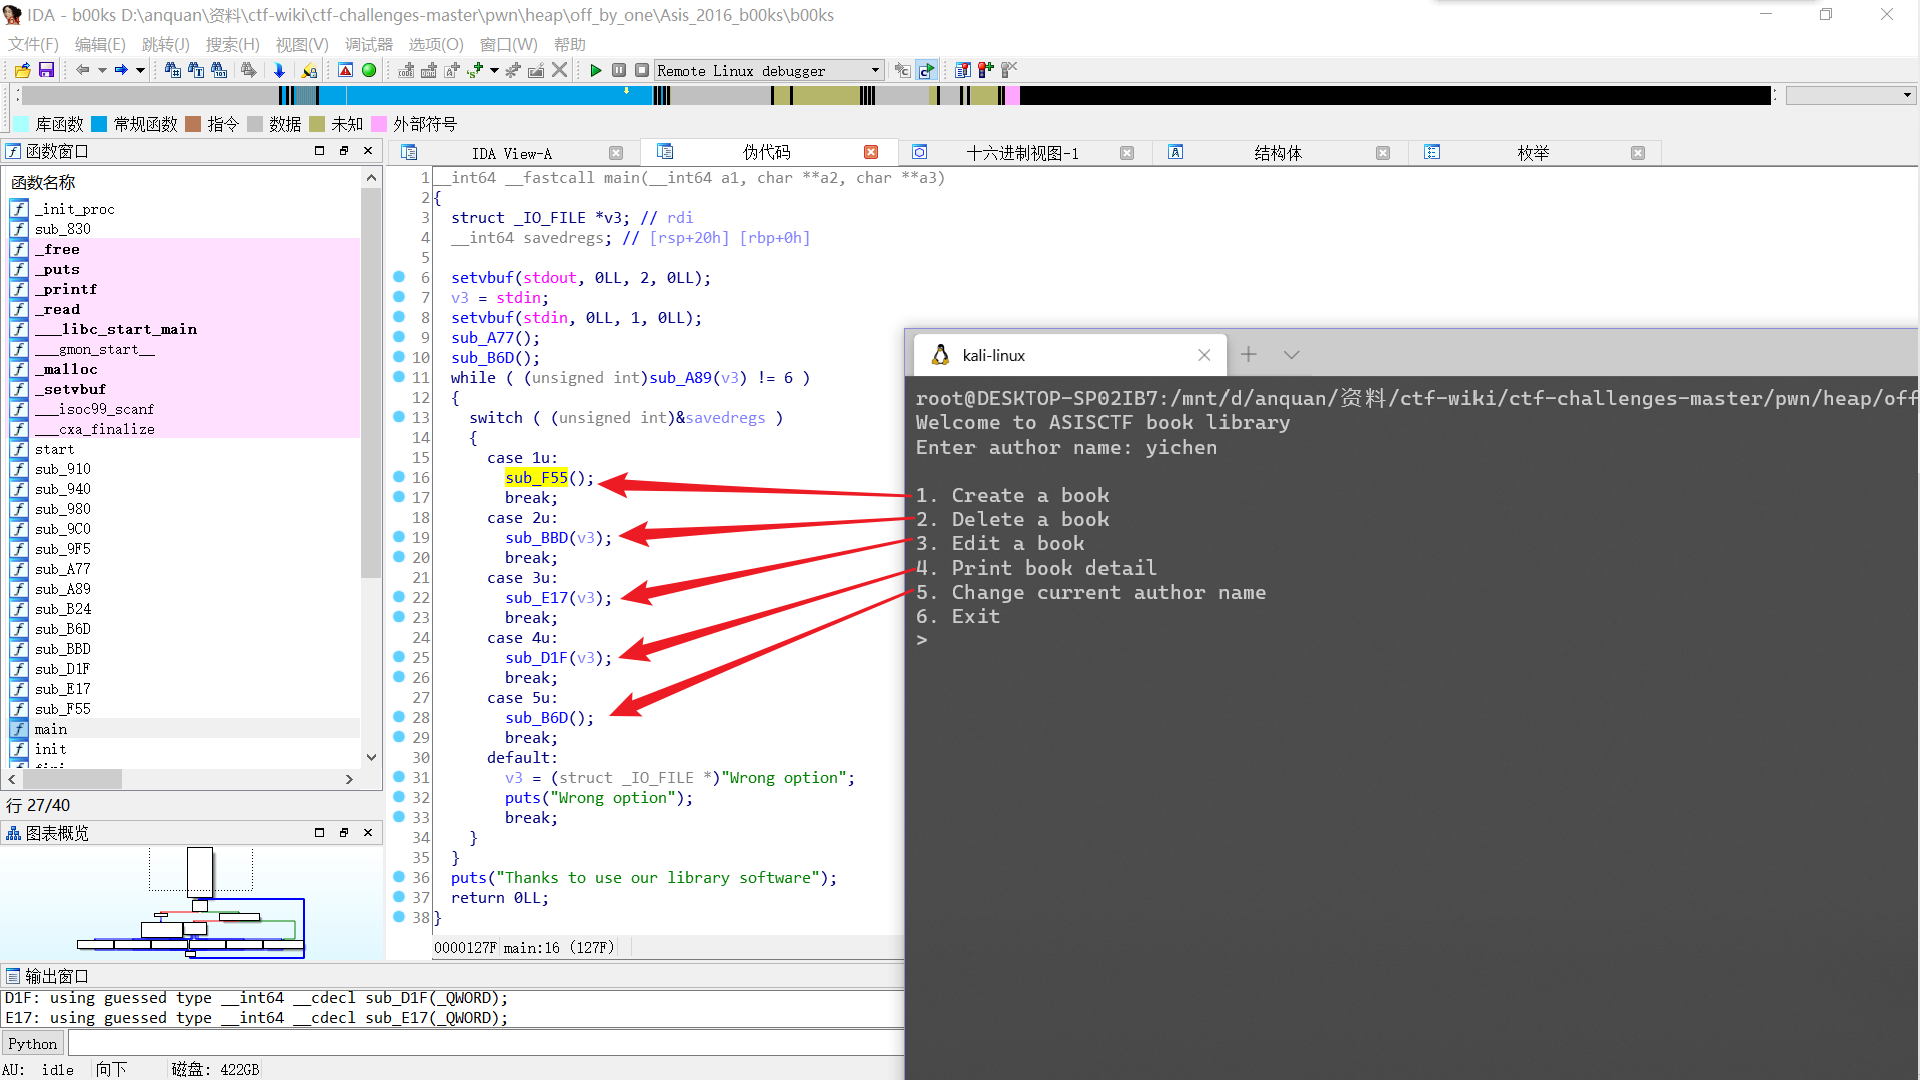 IDA - b00ks D:\anquan\资料\ctf-wiki\ctf-challenges-master\pwn\heap\off_by_one\Asis_2016_b00ks\b00ks
文件(F) 编辑(E) 跳转(J) 搜索(H) 视图(V) 调试器 选项(O) 窗口(W) 帮助
Remote Linux debugger
库函数 常规函数 指令 数据 未知 外部符号
函数窗口
函数名称
_init_proc
sub_830
_free
_puts
_printf
_read
___libc_start_main
___gmon_start__
_malloc
_setvbuf
___isoc99_scanf
___cxa_finalize
start
sub_910
sub_940
sub_980
sub_9C0
sub_9F5
sub_A77
sub_A89
sub_B24
sub_B6D
sub_BBD
sub_D1F
sub_E17
sub_F55
main
init
行 27/40
图表概览
IDA View-A 伪代码 十六进制视图-1 结构体 枚举
1 __int64 __fastcall main(__int64 a1, char **a2, char **a3)
2 {
3 struct _IO_FILE *v3; // rdi
4 __int64 savedregs; // [rsp+20h] [rbp+0h]
5
6 setvbuf(stdout, 0LL, 2, 0LL);
7 v3 = stdin;
8 setvbuf(stdin, 0LL, 1, 0LL);
9 sub_A77();
10 sub_B6D();
11 while ( (unsigned int)sub_A89(v3) != 6 )
12 {
13 switch ( (unsigned int)&savedregs )
14 {
15 case 1u:
16 sub_F55();
17 break;
18 case 2u:
19 sub_BBD(v3);
20 break;
21 case 3u:
22 sub_E17(v3);
23 break;
24 case 4u:
25 sub_D1F(v3);
26 break;
27 case 5u:
28 sub_B6D();
29 break;
30 default:
31 v3 = (struct _IO_FILE *)"Wrong option";
32 puts("Wrong option");
33 break;
34 }
35 }
36 puts("Thanks to use our library software");
37 return 0LL;
38 }
0000127F main:16 (127F)
kali-linux
root@DESKTOP-SP02IB7:/mnt/d/anquan/资料/ctf-wiki/ctf-challenges-master/pwn/heap/off
Welcome to ASISCTF book library
Enter author name: yichen
1. Create a book
2. Delete a book
3. Edit a book
4. Print book detail
5. Change current author name
6. Exit
>
输出窗口
D1F: using guessed type __int64 __cdecl sub_D1F(_QWORD);
E17: using guessed type __int64 __cdecl sub_E17(_QWORD);
Python
AU: idle 向下 磁盘: 422GB